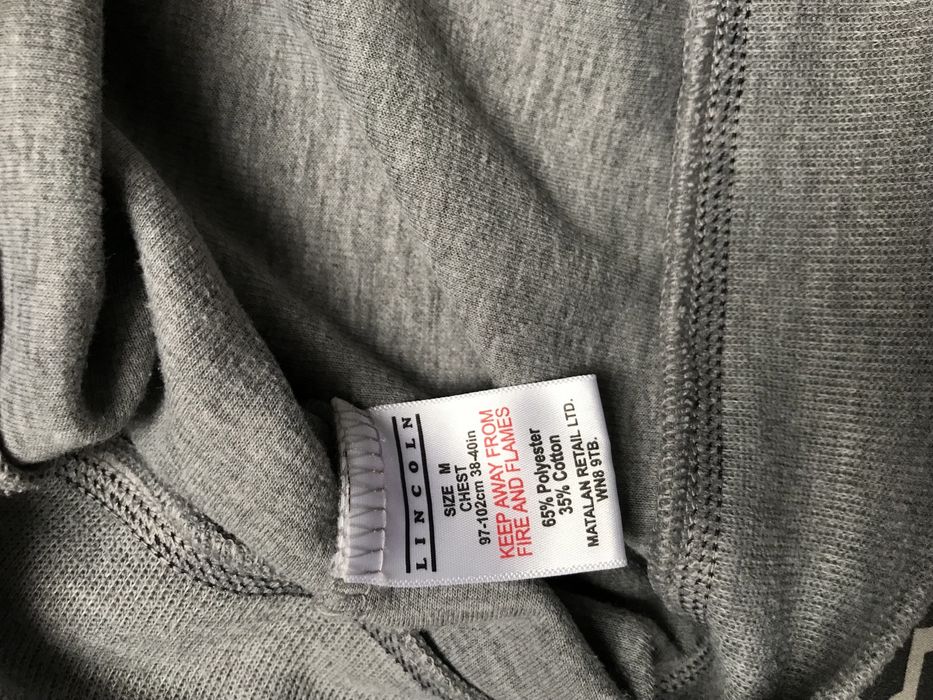 LINCOLN
SIZE M
CHEST
97-102cm 38-40in
KEEP AWAY FROM
FIRE AND FLAMES
65% Polyester
35% Cotton
MATALAN RETAIL LTD.
WN8 9TB.